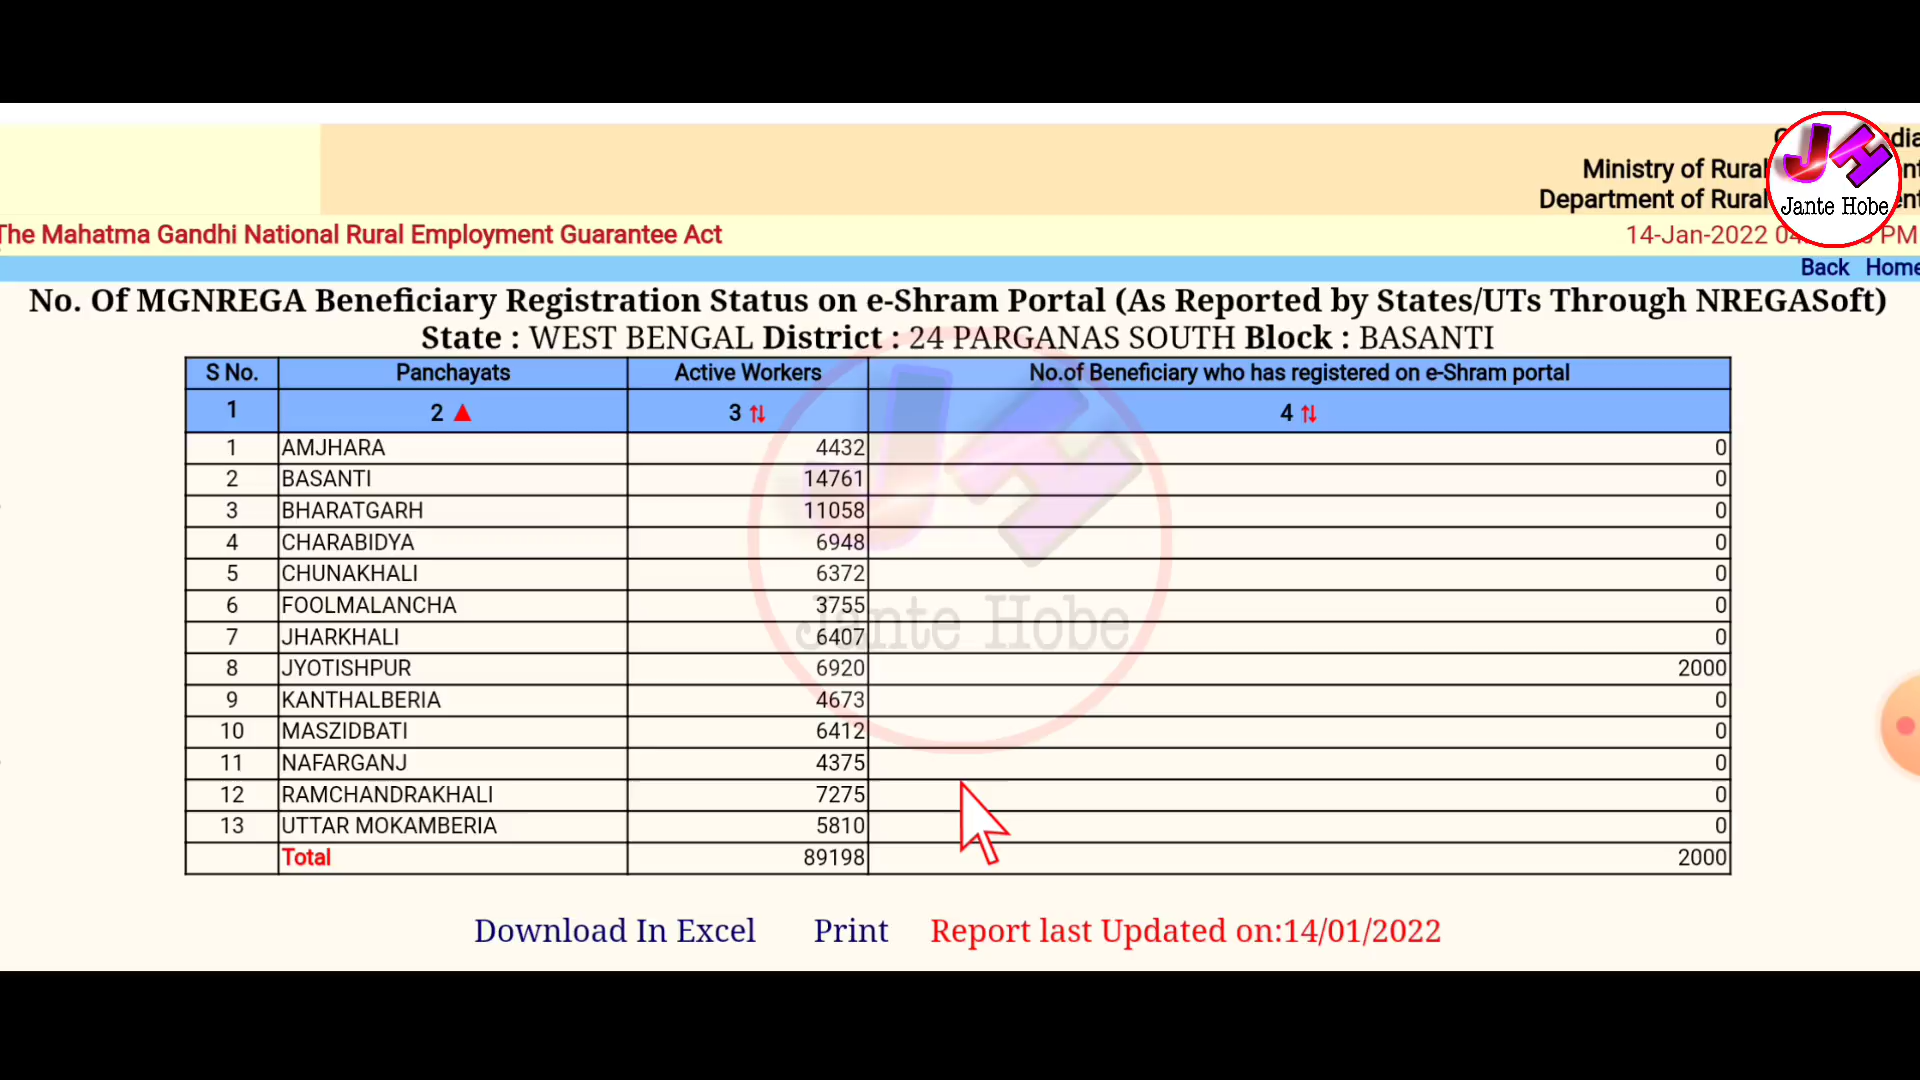 Ministry of Rural
Department of Rural
Jante Hobe
The Mahatma Gandhi National Rural Employment Guarantee Act
14-Jan-2022 PM
Back Home
No. Of MGNREGA Beneficiary Registration Status on e-Shram Portal (As Reported by States/UTs Through NREGASoft)
State : WEST BENGAL District : 24 PARGANAS SOUTH Block : BASANTI
S No. Panchayats Active Workers No.of Beneficiary who has registered on e-Shram portal
1 2 3 4
1 AMJHARA 4432 0
2 BASANTI 14761 0
3 BHARATGARH 11058 0
4 CHARABIDYA 6948 0
5 CHUNAKHALI 6372 0
6 FOOLMALANCHA 3755 0
7 JHARKHALI 6407 0
8 JYOTISHPUR 6920 2000
9 KANTHALBERIA 4673 0
10 MASZIDBATI 6412 0
11 NAFARGANJ 4375 0
12 RAMCHANDRAKHALI 7275 0
13 UTTAR MOKAMBERIA 5810 0
Total 89198 2000
JH
Jante Hobe
Download In Excel Print Report last Updated on:14/01/2022